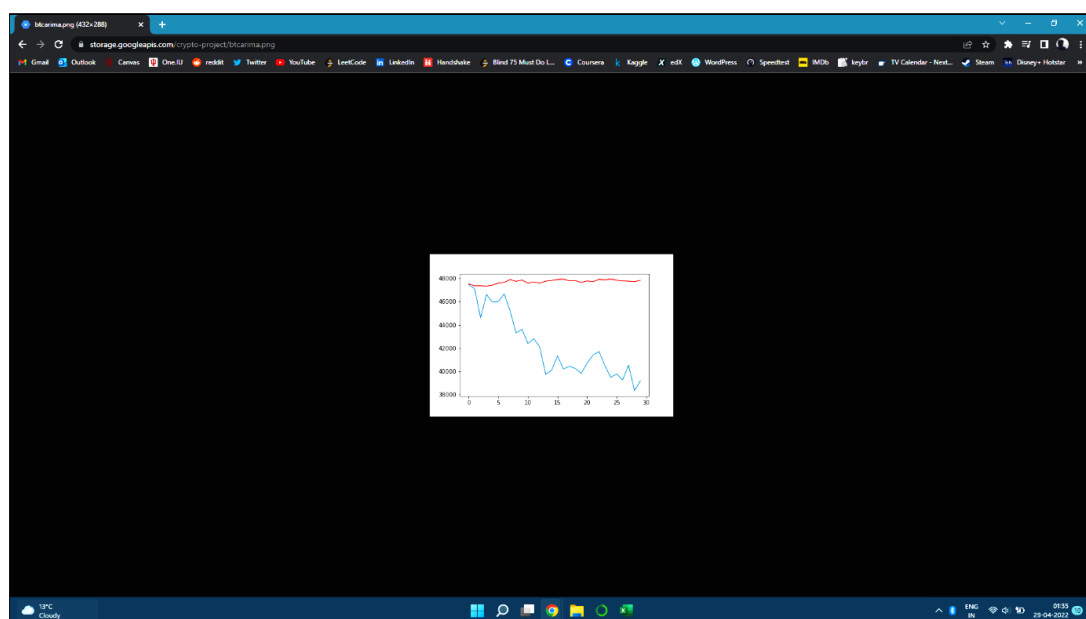 btcarima.png (432×288)
storage.googleapis.com/crypto-project/btcarima.png
Gmail Outlook Canvas One.IU reddit Twitter YouTube LeetCode LinkedIn Handshake Blind 75 Must Do L... Coursera Kaggle edX WordPress Speedtest IMDb keybr TV Calendar - Next... Steam Disney+ Hotstar »
48000
46000
44000
42000
40000
38000
0 5 10 15 20 25 30
13°C
Cloudy
ENG
IN
01:35
29-04-2022